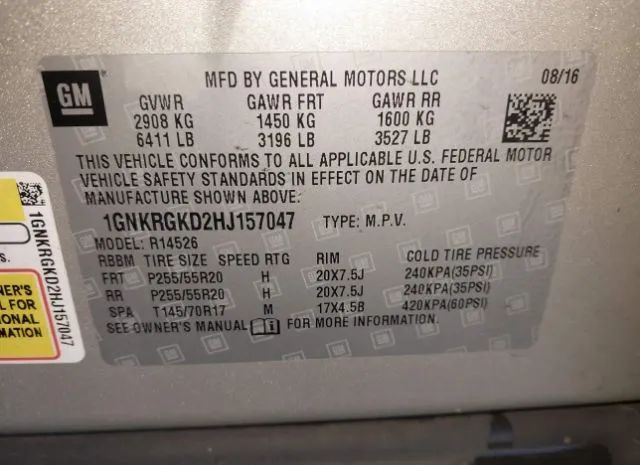 GM
MFD BY GENERAL MOTORS LLC 08/16
GVWR GAWR FRT GAWR RR
2908 KG 1450 KG 1600 KG
6411 LB 3196 LB 3527 LB
THIS VEHICLE CONFORMS TO ALL APPLICABLE U.S. FEDERAL MOTOR
VEHICLE SAFETY STANDARDS IN EFFECT ON THE DATE OF
MANUFACTURE SHOWN ABOVE:
1GNKRGKD2HJ157047 TYPE: M.P.V.
MODEL: R14526
RBBM TIRE SIZE SPEED RTG RIM COLD TIRE PRESSURE
FRT P255/55R20 H 20X7.5J 240KPA(35PSI)
RR P255/55R20 H 20X7.5J 240KPA(35PSI)
SPA T145/70R17 M 17X4.5B 420KPA(60PSI)
SEE OWNER'S MANUAL FOR MORE INFORMATION.
1GNKRGKD2HJ157047
S.
NER'S
L FOR
IONAL
MATION